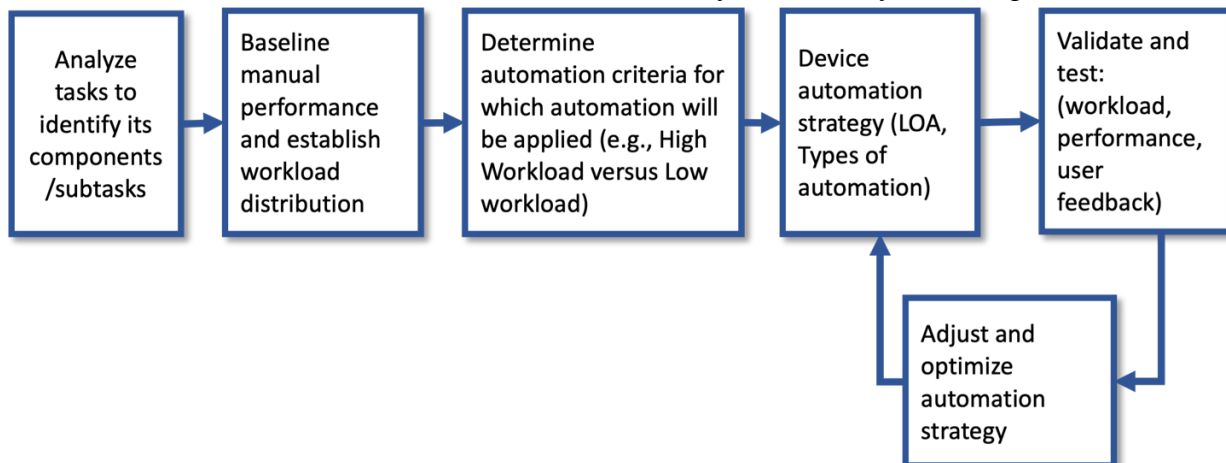 Analyze
tasks to
identify its
components
/subtasks
Baseline
manual
performance
and establish
workload
distribution
Determine
automation criteria for
which automation will
be applied (e.g., High
Workload versus Low
workload)
Device
automation
strategy (LOA,
Types of
automation)
Validate and
test:
(workload,
performance,
user
feedback)
Adjust and
optimize
automation
strategy